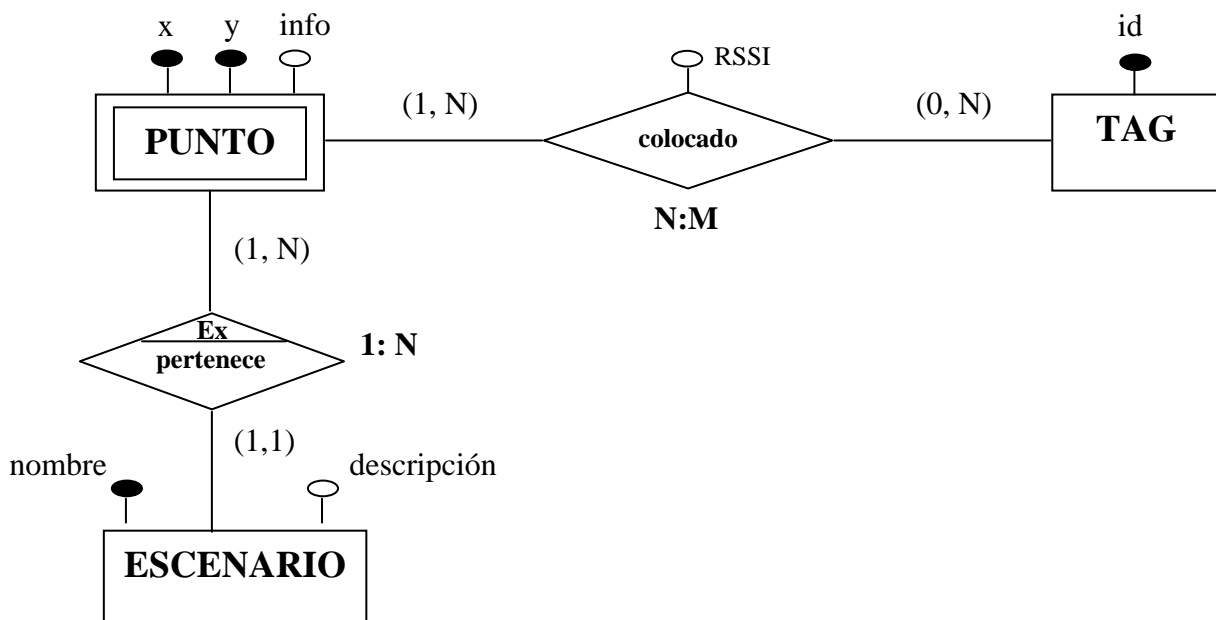 x y info
id
RSSI
(1, N)
(0, N)
PUNTO
colocado
TAG
N:M
(1, N)
Ex
pertenece
1: N
(1,1)
nombre
descripción
ESCENARIO